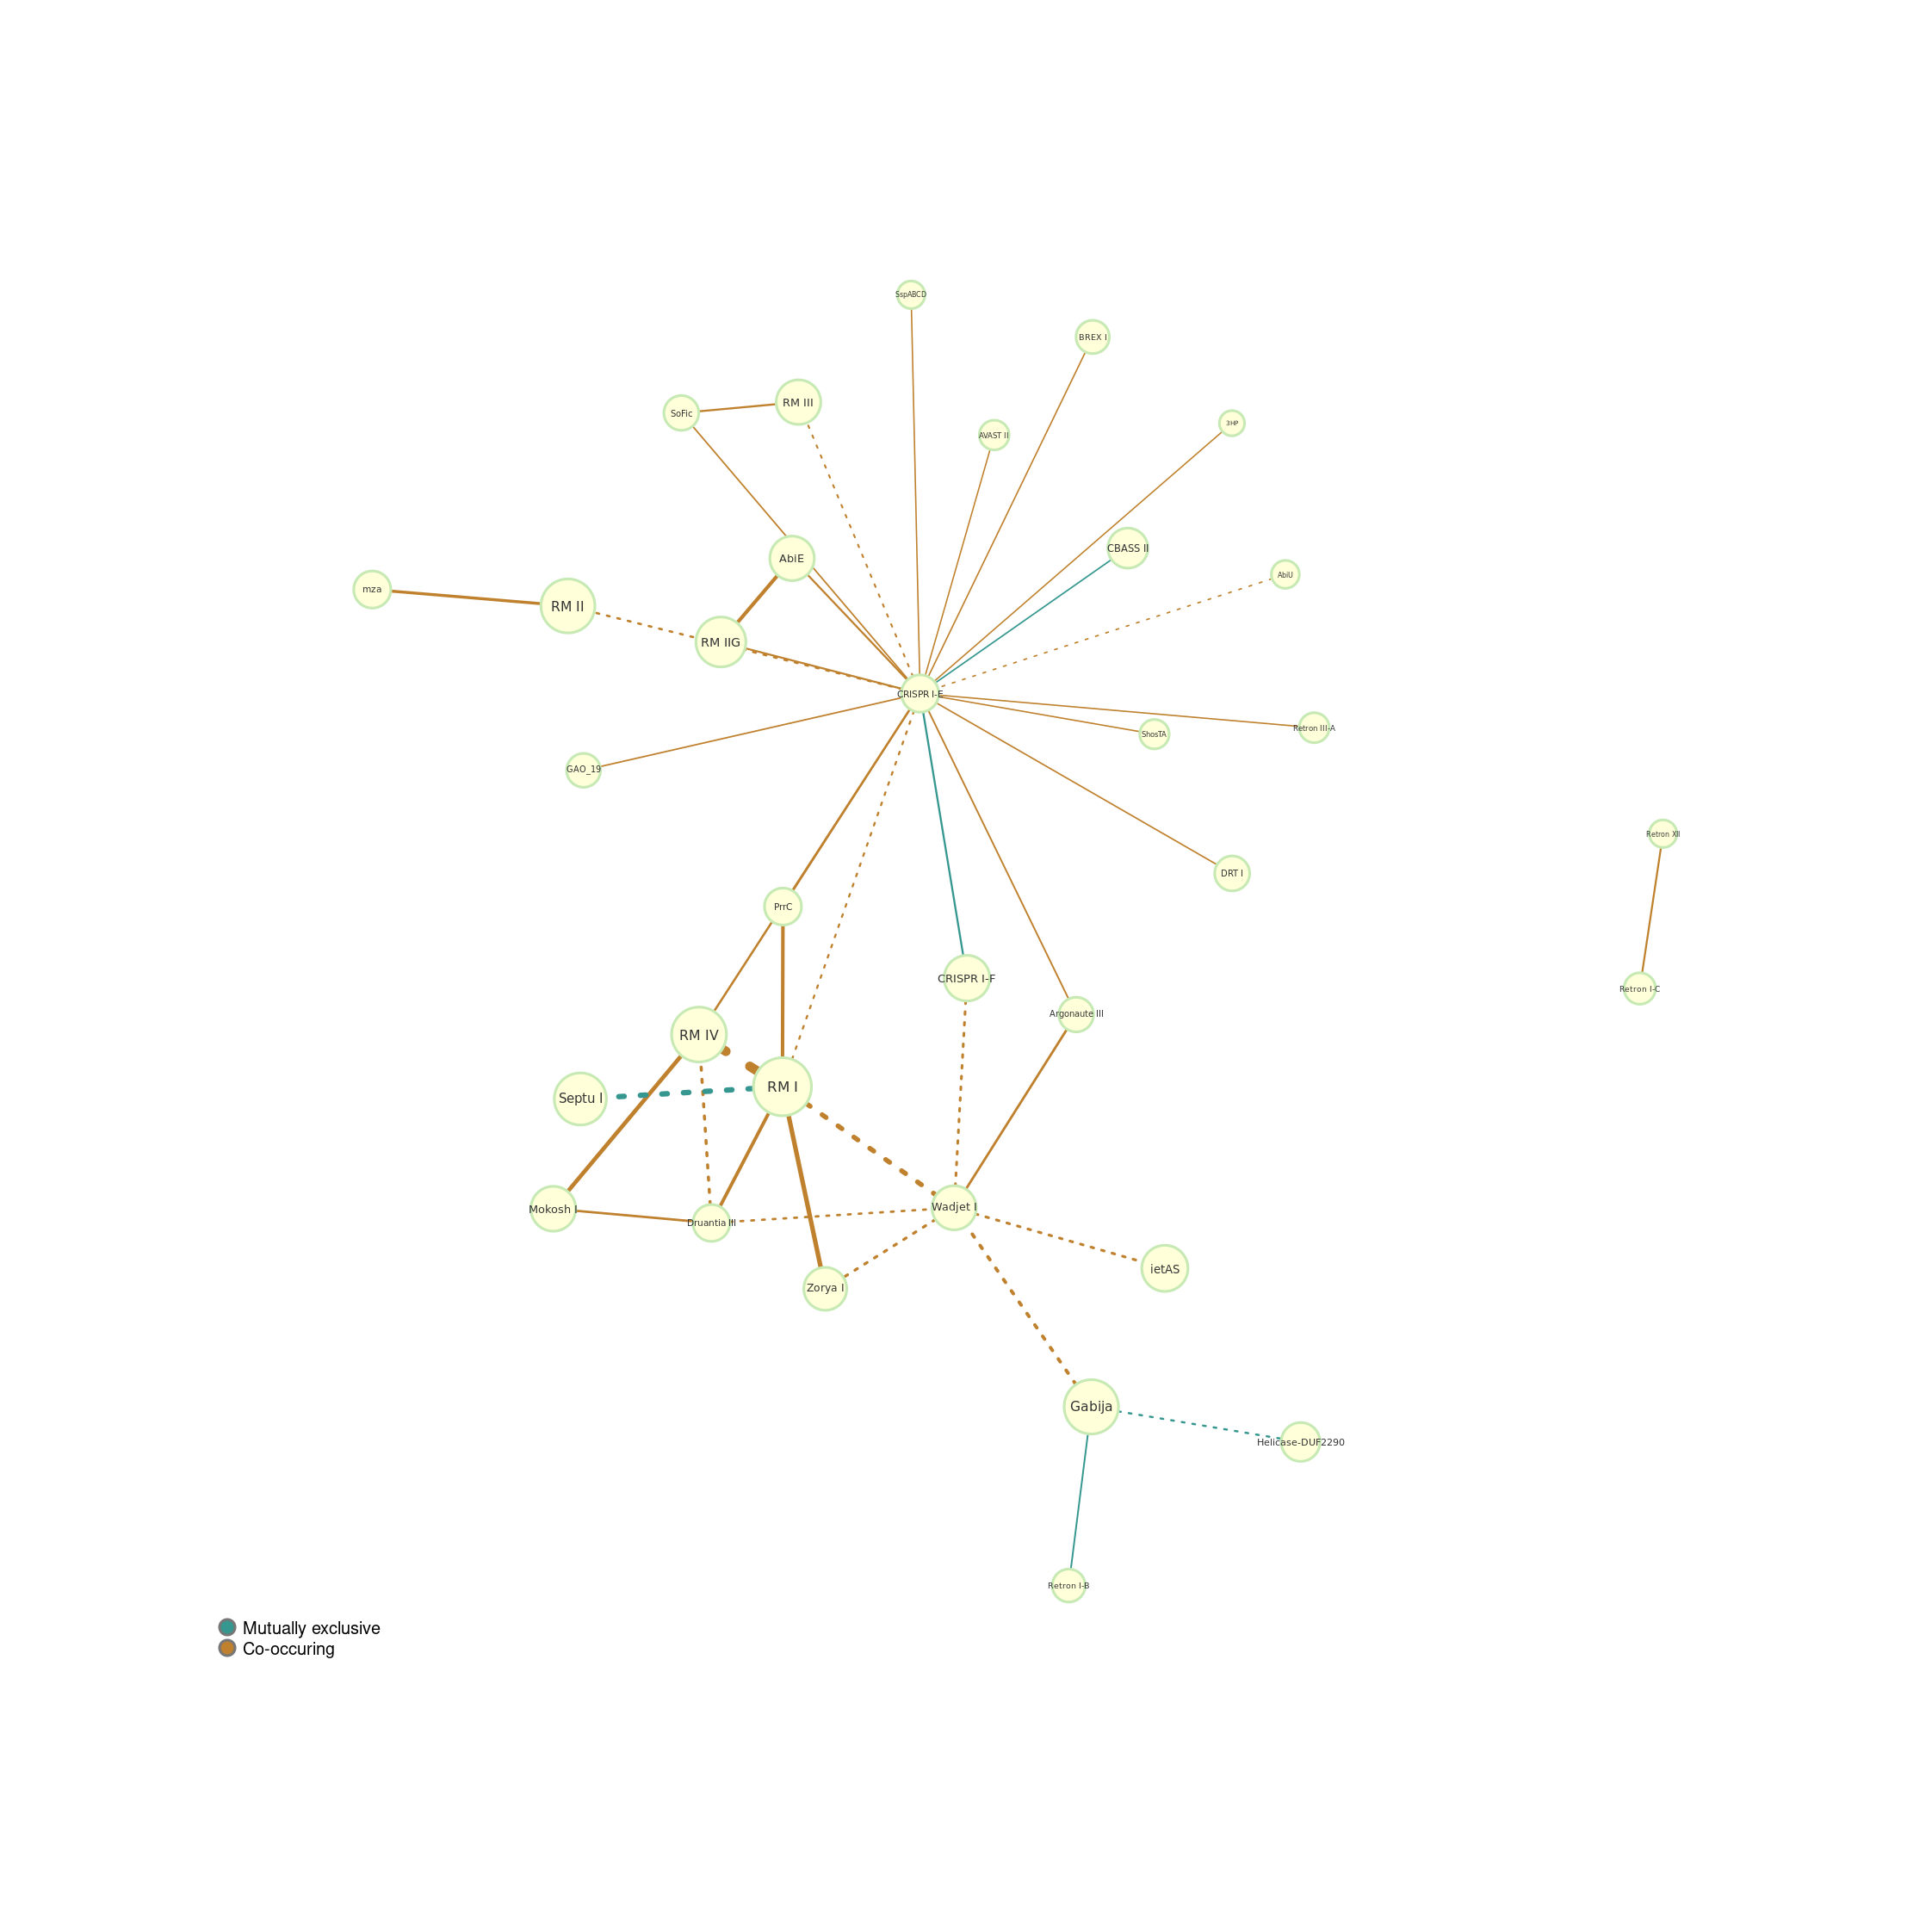 SspABCD
BREX I
SoFic
RM III
3HP
AVAST II
CBASS II
AbiE
AbiU
mza
RM II
RM IIG
CRISPR I-E
Retron III-A
ShosTA
GAO_19
Retron XII
DRT I
PrrC
CRISPR I-F
Retron I-C
Argonaute III
RM IV
RM I
Septu I
Mokosh I
Wadjet I
Druantia III
ietAS
Zorya I
Gabija
Helicase-DUF2290
Retron I-B
Mutually exclusive
Co-occuring